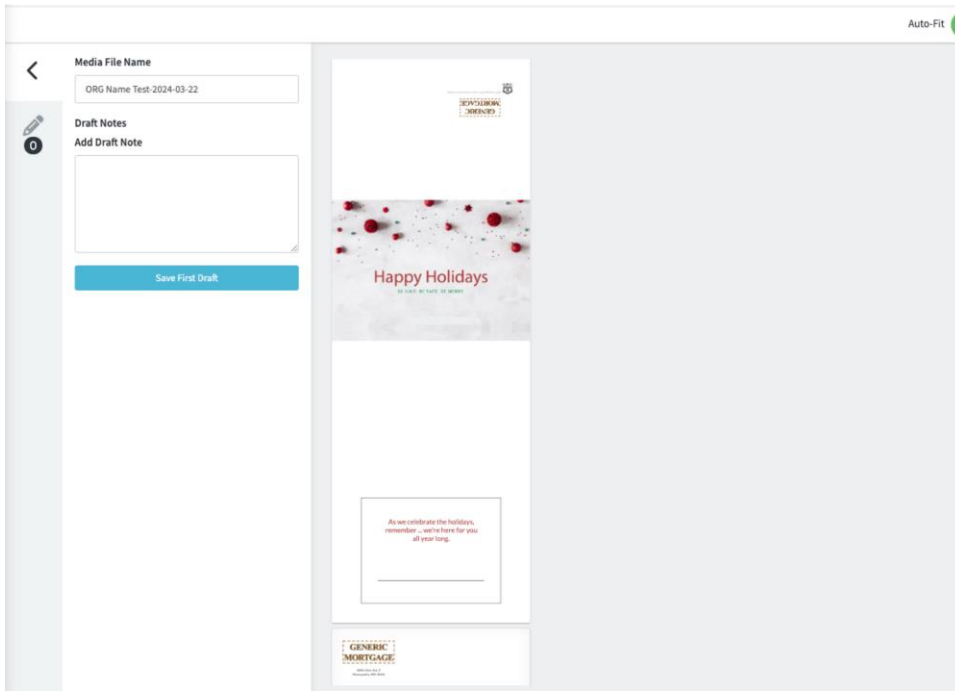 Auto-Fit
Media File Name
ORG Name Test-2024-03-22
Draft Notes
0
Add Draft Note
Save First Draft
GENERIC
MORTGAGE
Happy Holidays
As we celebrate the holidays,
remember ... we're here for you
all year long.
GENERIC
MORTGAGE